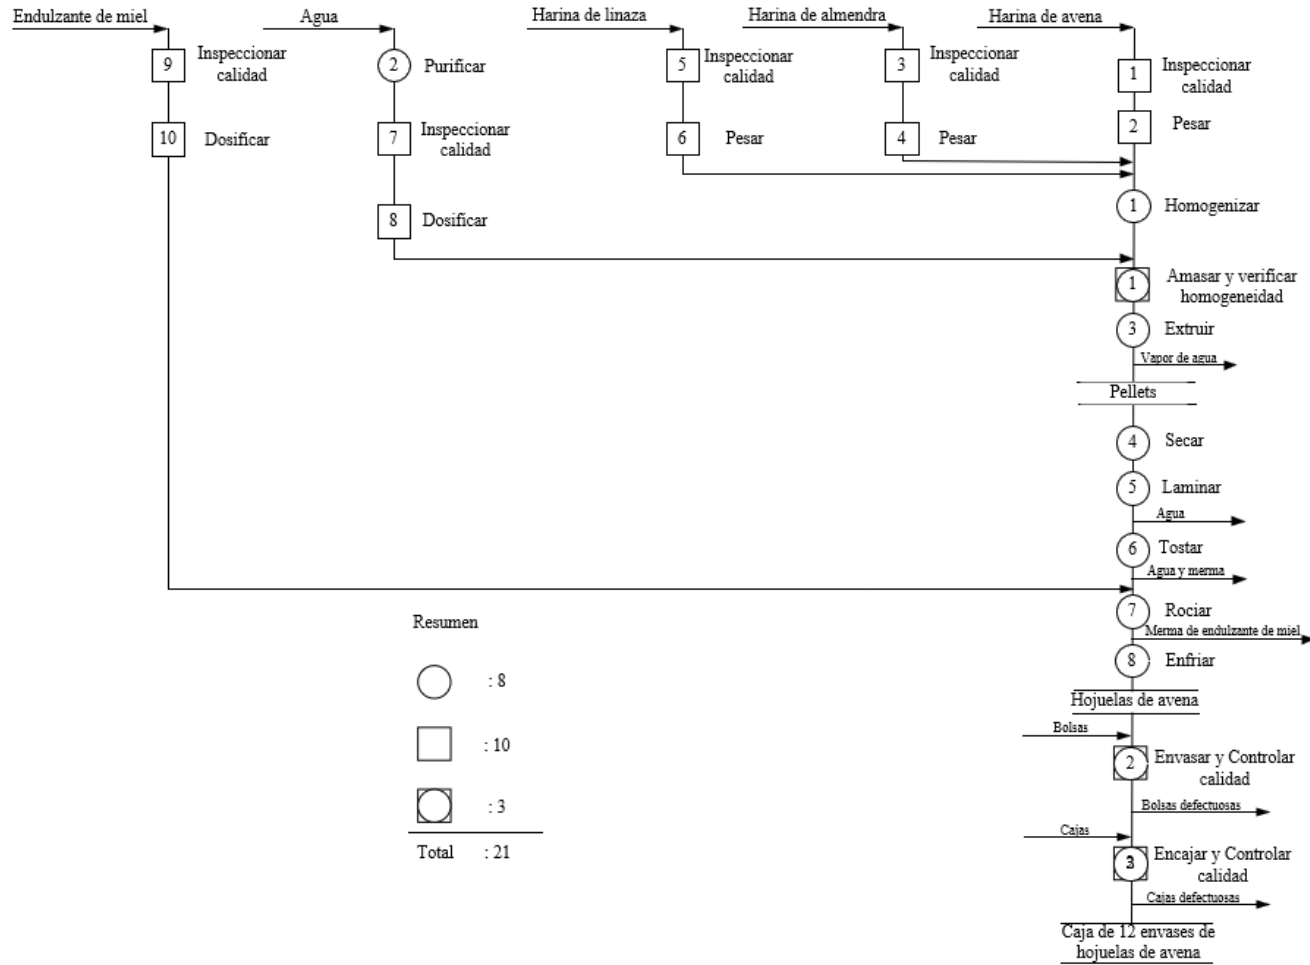 Endulzante de miel
Agua
Harina de linaza
Harina de almendra
Harina de avena
9
Inspeccionar
calidad
2
Purificar
5
Inspeccionar
calidad
3
Inspeccionar
calidad
1
Inspeccionar
calidad
10
Dosificar
7
Inspeccionar
calidad
6
Pesar
4
Pesar
2
Pesar
8
Dosificar
1
Homogenizar
1
Amasar y verificar
homogeneidad
3
Extruir
Vapor de agua
Pellets
4
Secar
5
Laminar
Agua
6
Tostar
Agua y merma
7
Rociar
Merma de endulzante de miel
8
Enfriar
Hojuelas de avena
Bolsas
2
Envasar y Controlar
calidad
Bolsas defectuosas
Cajas
3
Encajar y Controlar
calidad
Cajas defectuosas
Caja de 12 envases de
hojuelas de avena
Resumen
: 8
: 10
: 3
Total : 21